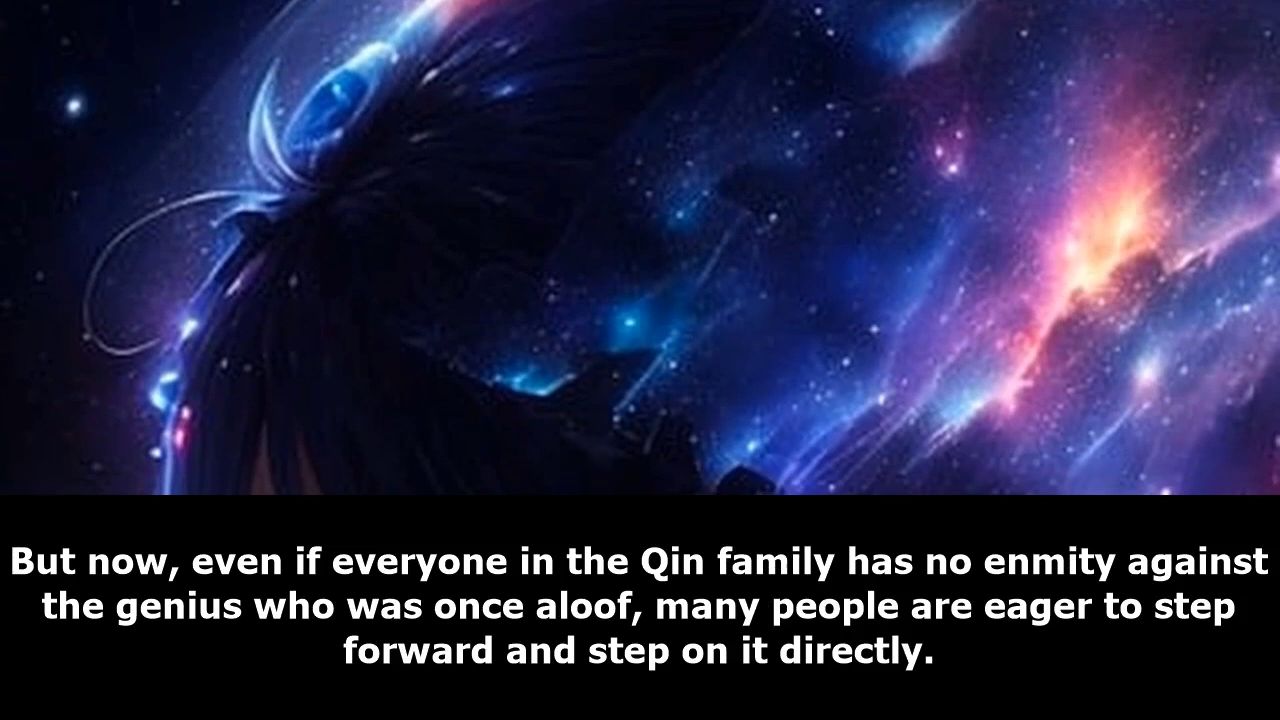 But now, even if everyone in the Qin family has no enmity against
the genius who was once aloof, many people are eager to step
forward and step on it directly.